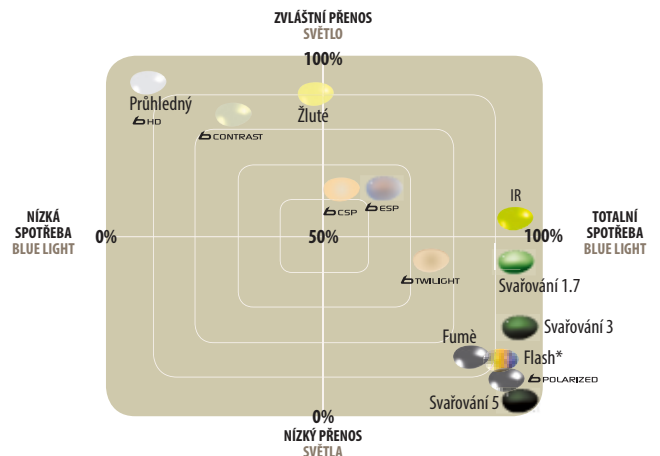 ZVLÁŠTNÍ PŘENOS
SVĚTLO
100%
Průhledný
HD
CONTRAST
Žluté
CSP
ESP
IR
NÍZKÁ
SPOTŘEBA
BLUE LIGHT
0%
50%
100%
TOTALNÍ
SPOTŘEBA
BLUE LIGHT
TWILIGHT
Svařování 1.7
Svařování 3
Fumè
Flash*
POLARIZED
Svařování 5
0%
NÍZKÝ PŘENOS
SVĚTLA